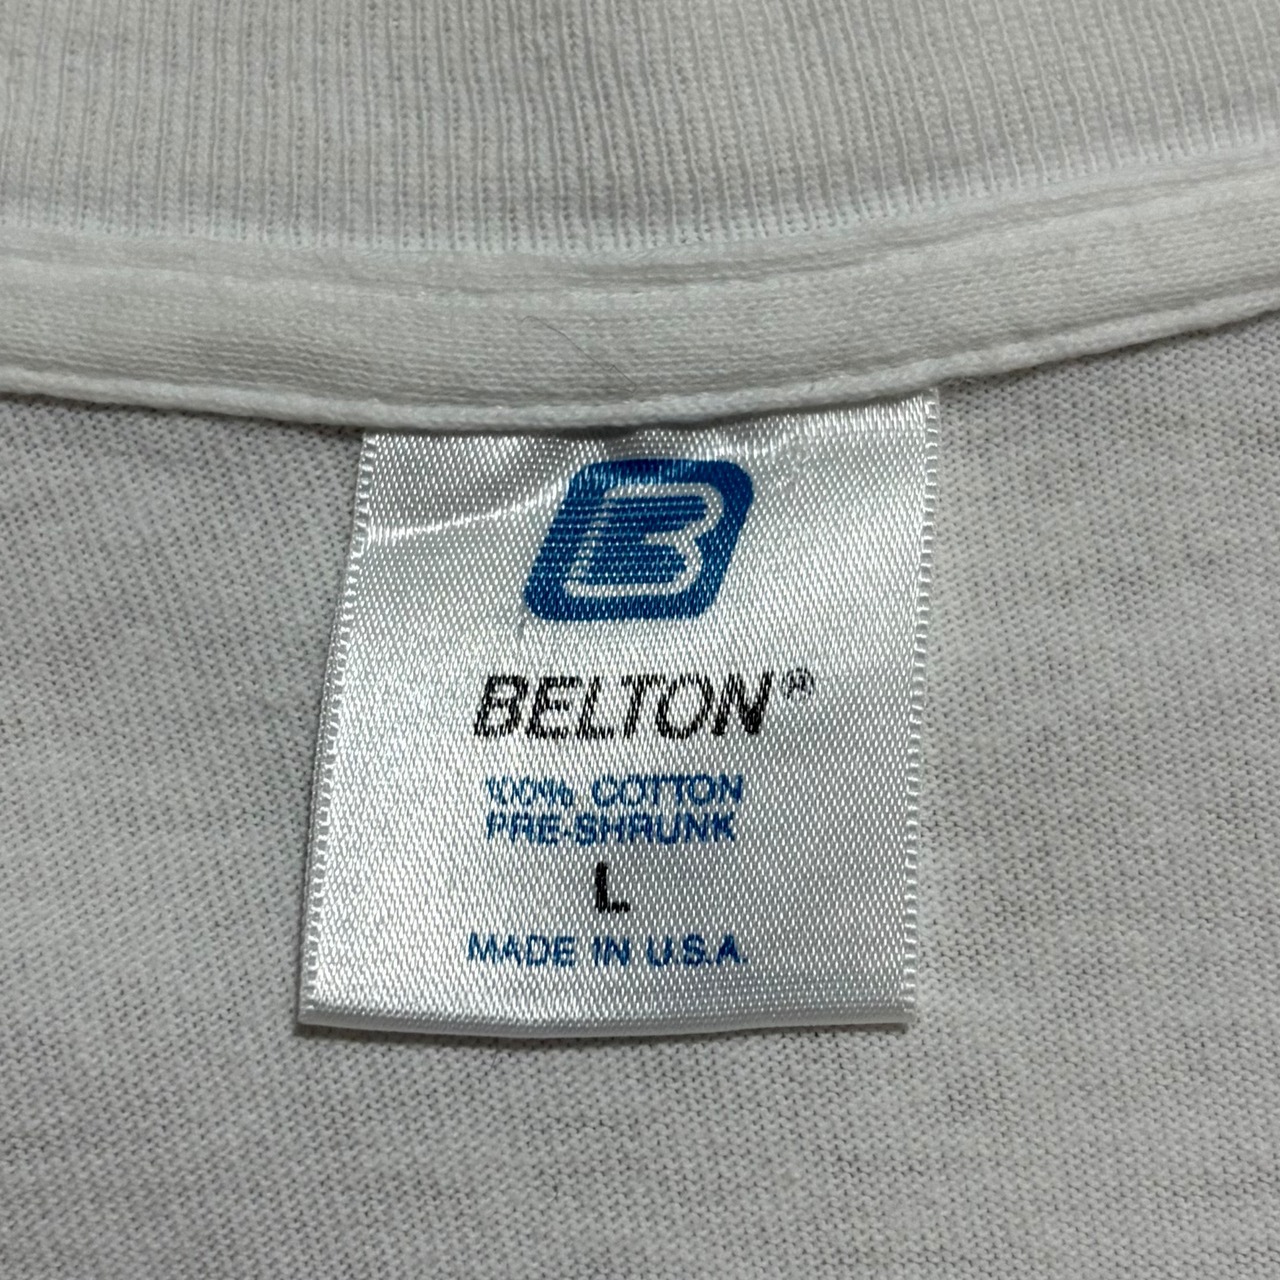 B
BELTON®
100% COTTON
PRE-SHRUNK
L
MADE IN U.S.A.